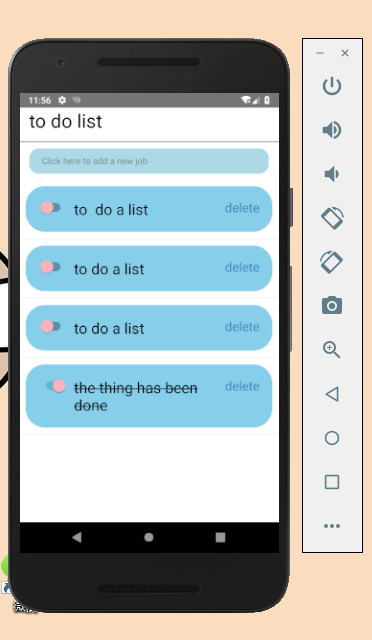 11:56
to do list
Click here to add a new job
to  do a list
delete
to do a list
delete
to do a list
delete
the thing has been
delete
done